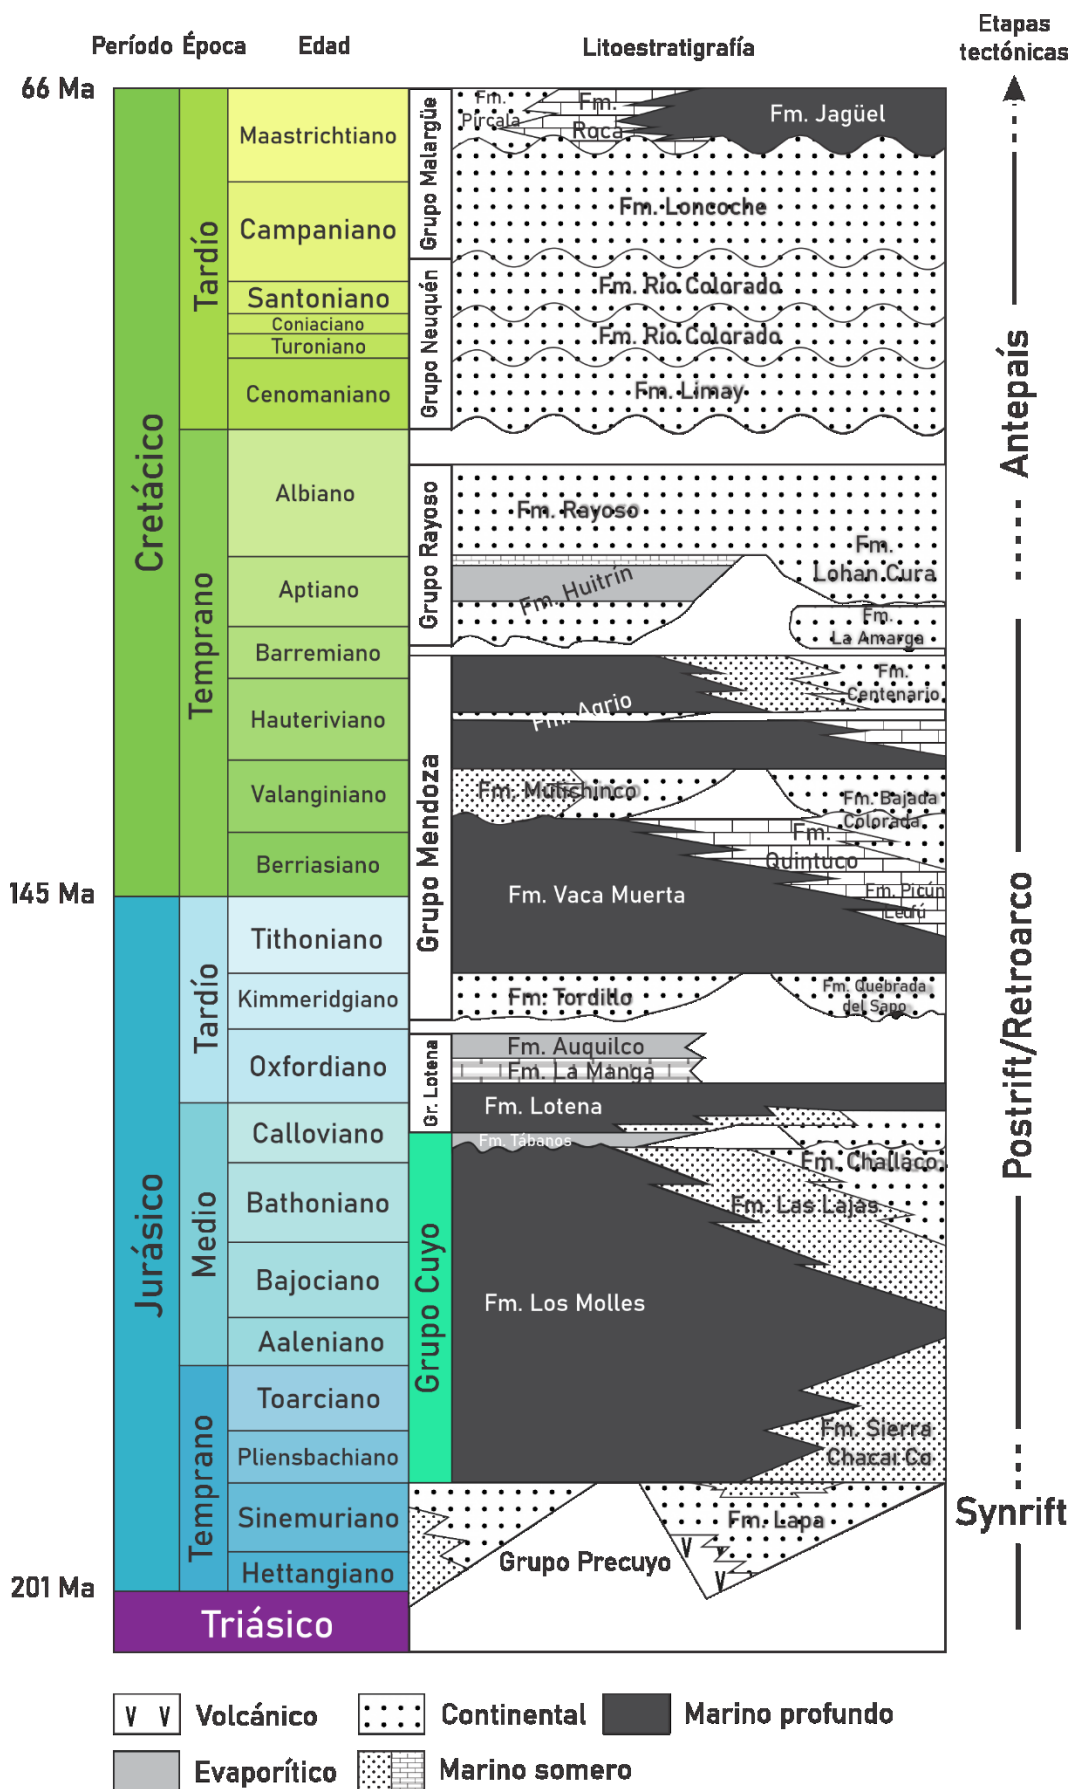 Período Época Edad Litoestratigrafía Etapas
tectónicas
66 Ma
Cretácico
Tardío
Maastrichtiano
Campaniano
Santoniano
Coniaciano
Turoniano
Cenomaniano
Temprano
Albiano
Aptiano
Barremiano
Hauteriviano
Valanginiano
Berriasiano
145 Ma
Jurásico
Tardío
Tithoniano
Kimmeridgiano
Oxfordiano
Medio
Calloviano
Bathoniano
Bajociano
Aaleniano
Temprano
Toarciano
Pliensbachiano
Sinemuriano
Hettangiano
201 Ma
Triásico
Grupo Malargüe
Fm.
Pircala
Fm.
Roca
Fm. Jagüel
Fm. Loncoche
Grupo Neuquén
Fm. Río Colorado
Fm. Río Colorado
Fm. Limay
Grupo Rayoso
Fm. Rayoso
Fm.
Lohan Cura
Fm. Huitrín
Fm.
La Amarga
Grupo Mendoza
Fm.
Centenario
Fm. Agrio
Fm. Mulichinco
Fm. Bajada
Colorada
Fm.
Quintuco
Fm. Vaca Muerta
Fm. Picún
Leufú
Fm. Tordillo
Fm. Quebrada
del Sapo
Gr. Lotena
Fm. Auquilco
Fm. La Manga
Fm. Lotena
Grupo Cuyo
Fm. Tábanos
Fm. Challaco
Fm. Las Lajas
Fm. Los Molles
Fm. Sierra
Chacai Co
Fm. Lapa
Grupo Precuyo
Antepaís
Postrift/Retroarco
Synrift
V V Volcánico
Continental
Marino profundo
Evaporítico
Marino somero